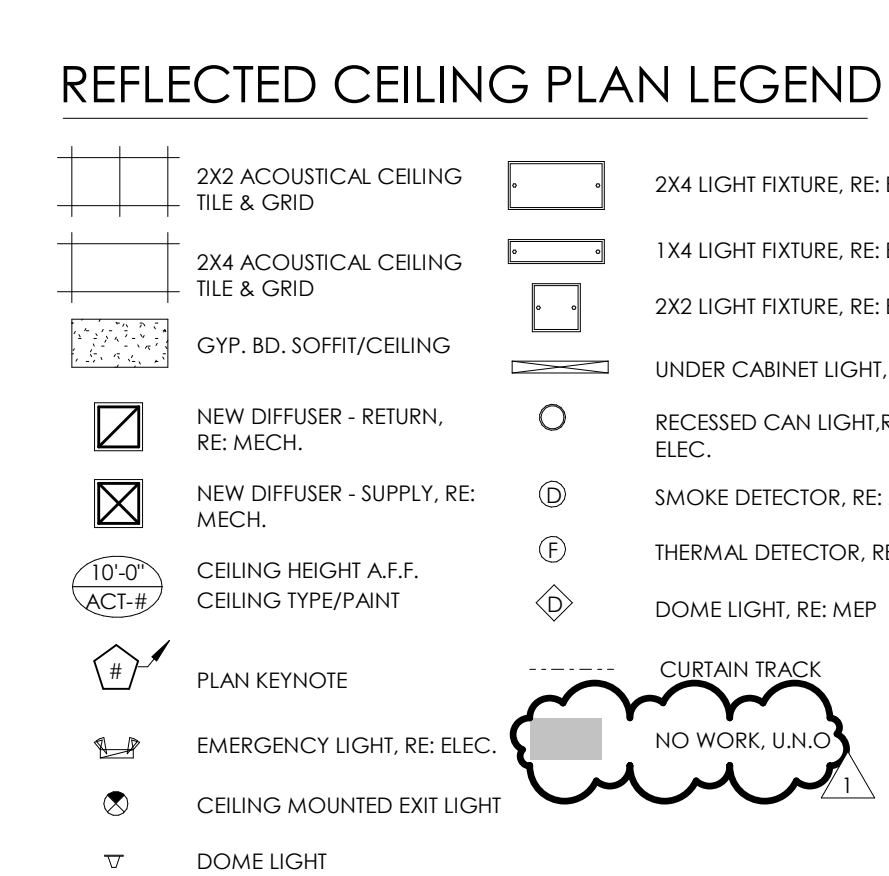 REFLECTED CEILING PLAN LEGEND
2X2 ACOUSTICAL CEILING
TILE & GRID
2X4 ACOUSTICAL CEILING
TILE & GRID
GYP. BD. SOFFIT/CEILING
NEW DIFFUSER - RETURN,
RE: MECH.
NEW DIFFUSER - SUPPLY, RE:
MECH.
10'-0"
ACT-#
CEILING HEIGHT A.F.F.
CEILING TYPE/PAINT
#
PLAN KEYNOTE
EMERGENCY LIGHT, RE: ELEC.
CEILING MOUNTED EXIT LIGHT
DOME LIGHT
2X4 LIGHT FIXTURE, RE:
1X4 LIGHT FIXTURE, RE:
2X2 LIGHT FIXTURE, RE:
UNDER CABINET LIGHT,
RECESSED CAN LIGHT,
ELEC.
D
SMOKE DETECTOR, RE:
F
THERMAL DETECTOR,
D
DOME LIGHT, RE: MEP
CURTAIN TRACK
NO WORK, U.N.O
1